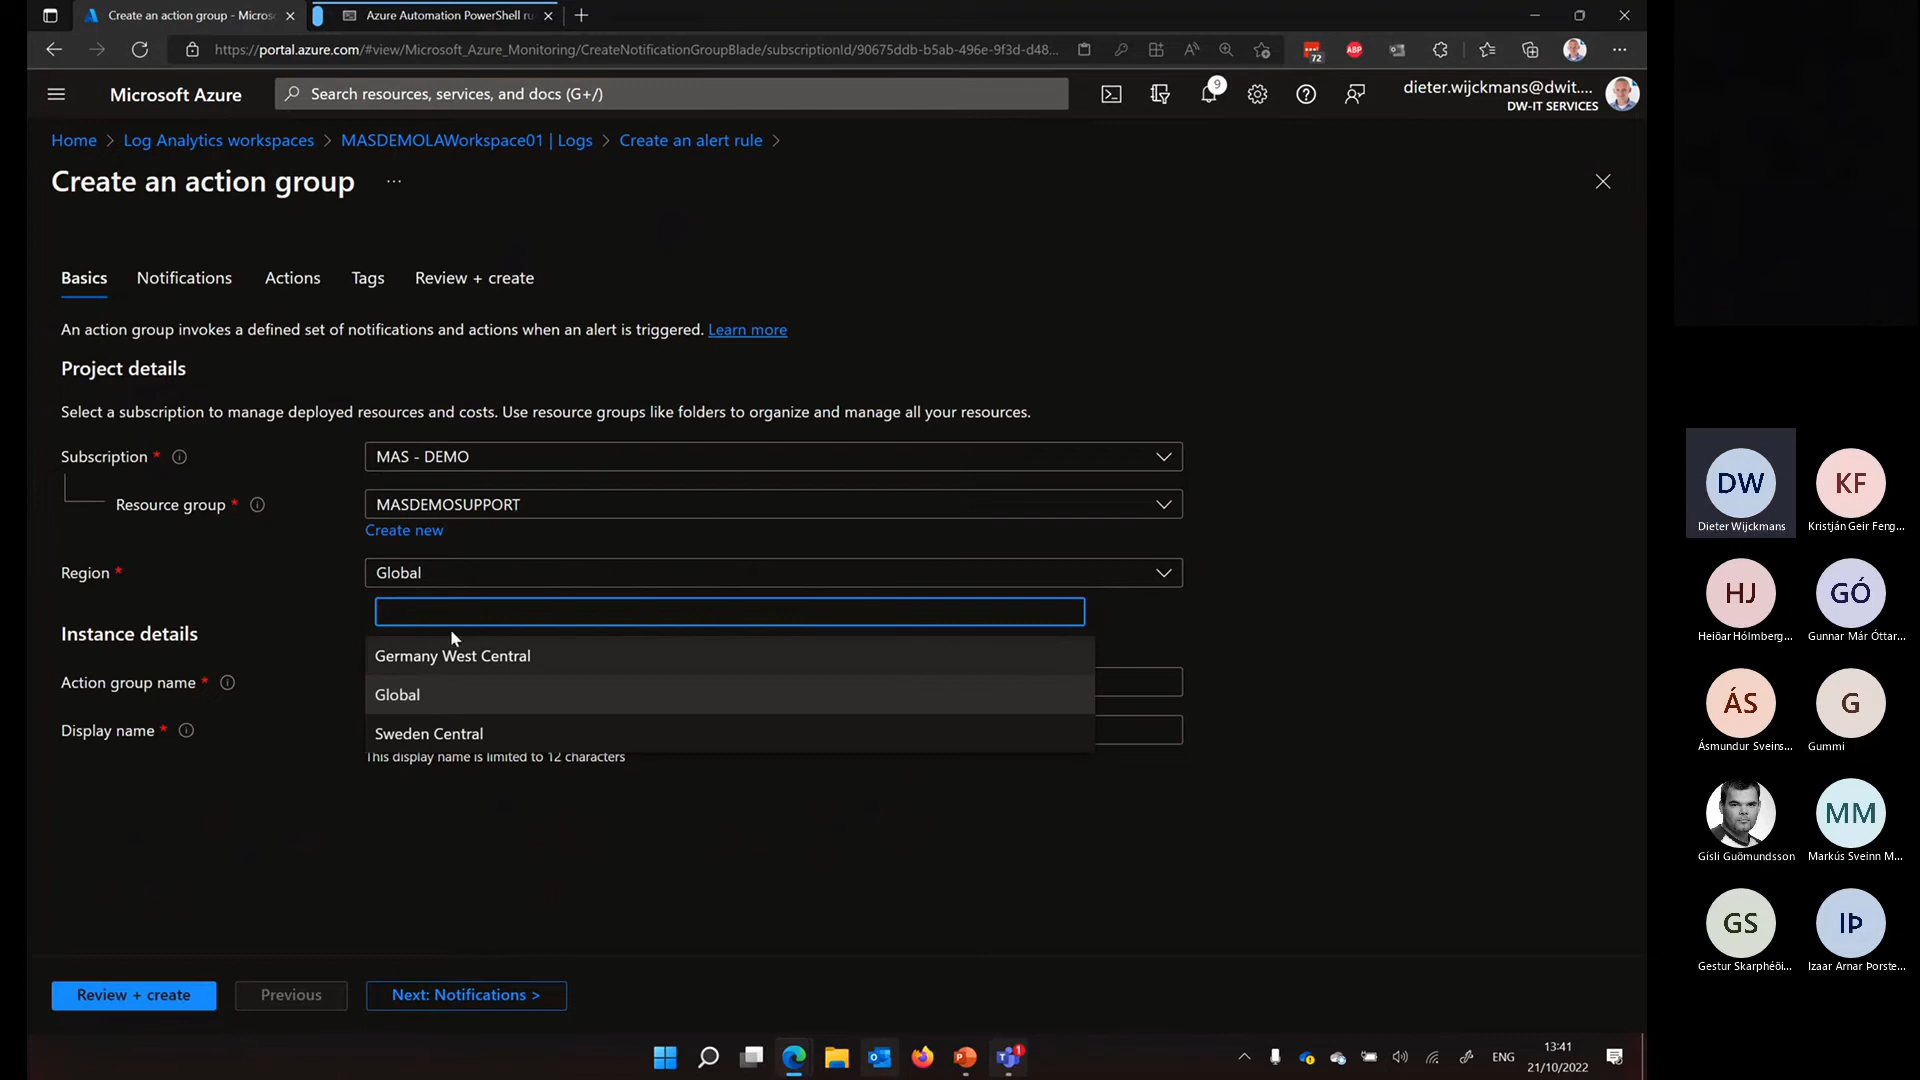 Create an action group - Micros
Azure Automation PowerShell ru
https://portal.azure.com/#view/Microsoft_Azure_Monitoring/CreateNotificationGroupBlade/subscriptionId/90675ddb-b5ab-496e-9f3d-d48...
72
ABP
Microsoft Azure
Search resources, services, and docs (G+/)
9
dieter.wijckmans@dwit....
DW-IT SERVICES
Home > Log Analytics workspaces > MASDEMOLAWorkspace01 | Logs > Create an alert rule >
Create an action group ...
Basics Notifications Actions Tags Review + create
An action group invokes a defined set of notifications and actions when an alert is triggered. Learn more
Project details
Select a subscription to manage deployed resources and costs. Use resource groups like folders to organize and manage all your resources.
Subscription *
MAS - DEMO
Resource group *
MASDEMOSUPPORT
Create new
Region *
Global
Germany West Central
Global
Sweden Central
Instance details
Action group name *
Display name *
This display name is limited to 12 characters
Review + create
Previous
Next: Notifications >
ENG
13:41
21/10/2022
1
DW
Dieter Wijckmans
KF
Kristján Geir Feng...
HJ
Heiðar Hólmberg...
GÓ
Gunnar Már Óttar...
ÁS
Ásmundur Sveins...
G
Gummi
Gísli Guðmundsson
MM
Markús Sveinn M...
GS
Gestur Skarphéði...
IÞ
Izaar Arnar Þorste...